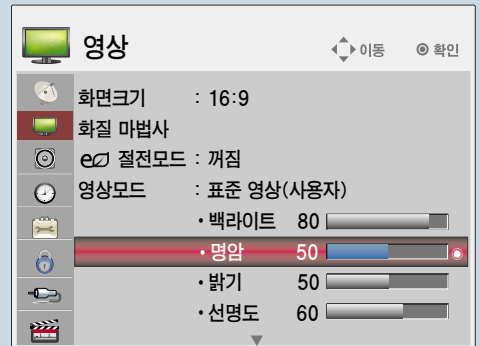 영상 이동 확인
화면크기 : 16:9
화질 마법사
e 절전모드 : 꺼짐
영상모드 : 표준 영상(사용자)
• 백라이트 80
• 명암 50
• 밝기 50
• 선명도 60